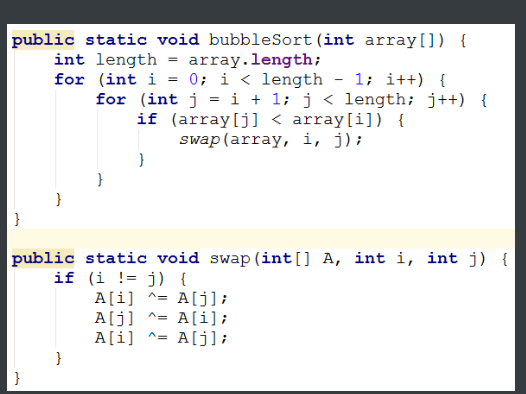 public static void bubbleSort(int array[]) {
    int length = array.length;
    for (int i = 0; i < length - 1; i++) {
        for (int j = i + 1; j < length; j++) {
            if (array[j] < array[i]) {
                swap(array, i, j);
            }
        }
    }
}

public static void swap(int[] A, int i, int j) {
    if (i != j) {
        A[i] ^= A[j];
        A[j] ^= A[i];
        A[i] ^= A[j];
    }
}